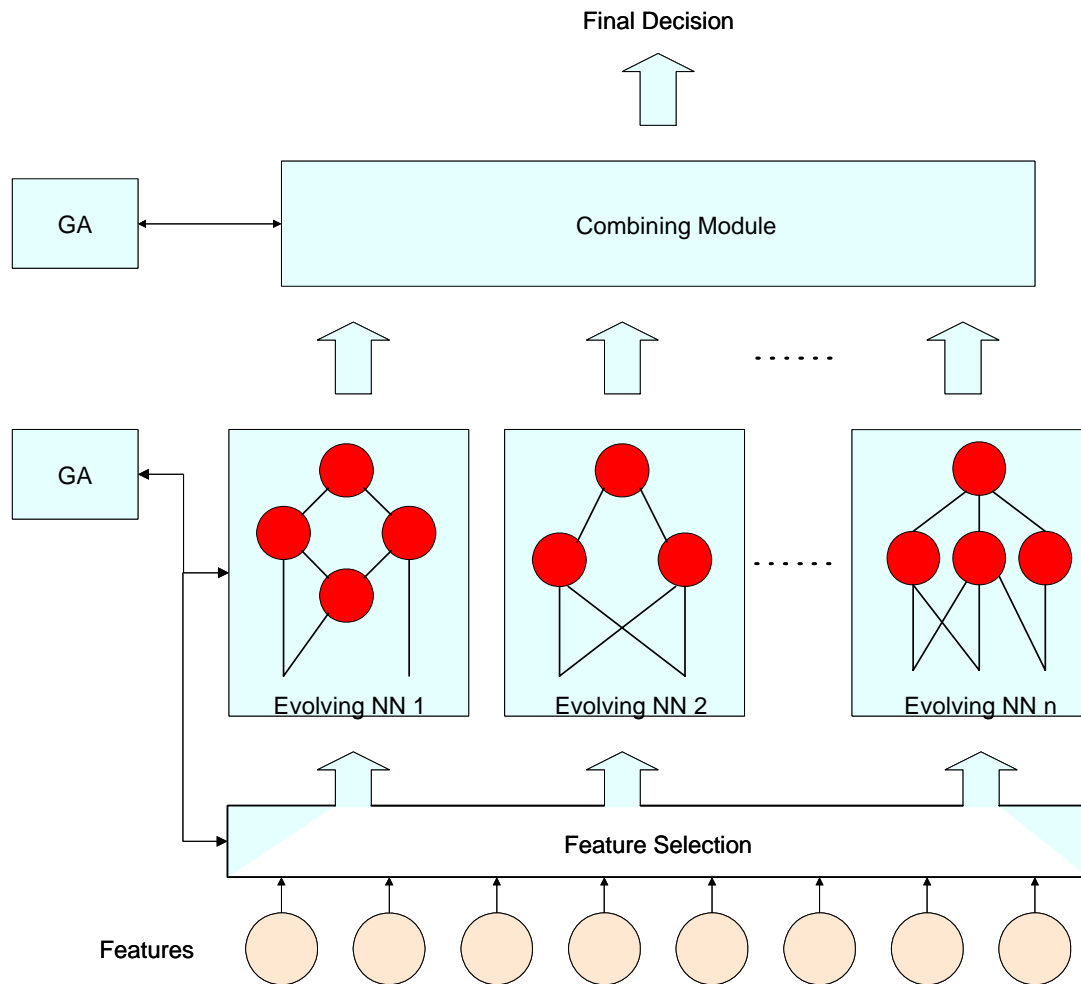 Final Decision
GA
Combining Module
. . . . . .
GA
. . . . . .
Evolving NN 1
Evolving NN 2
Evolving NN n
Feature Selection
Features